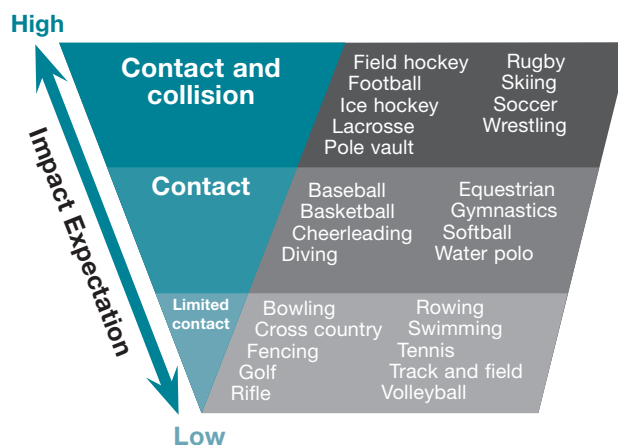 High
Contact and
collision
Field hockey
Football
Ice hockey
Lacrosse
Pole vault
Rugby
Skiing
Soccer
Wrestling
Impact Expectation
Contact
Baseball
Basketball
Cheerleading
Diving
Equestrian
Gymnastics
Softball
Water polo
Limited
contact
Bowling
Cross country
Fencing
Golf
Rifle
Rowing
Swimming
Tennis
Track and field
Volleyball
Low